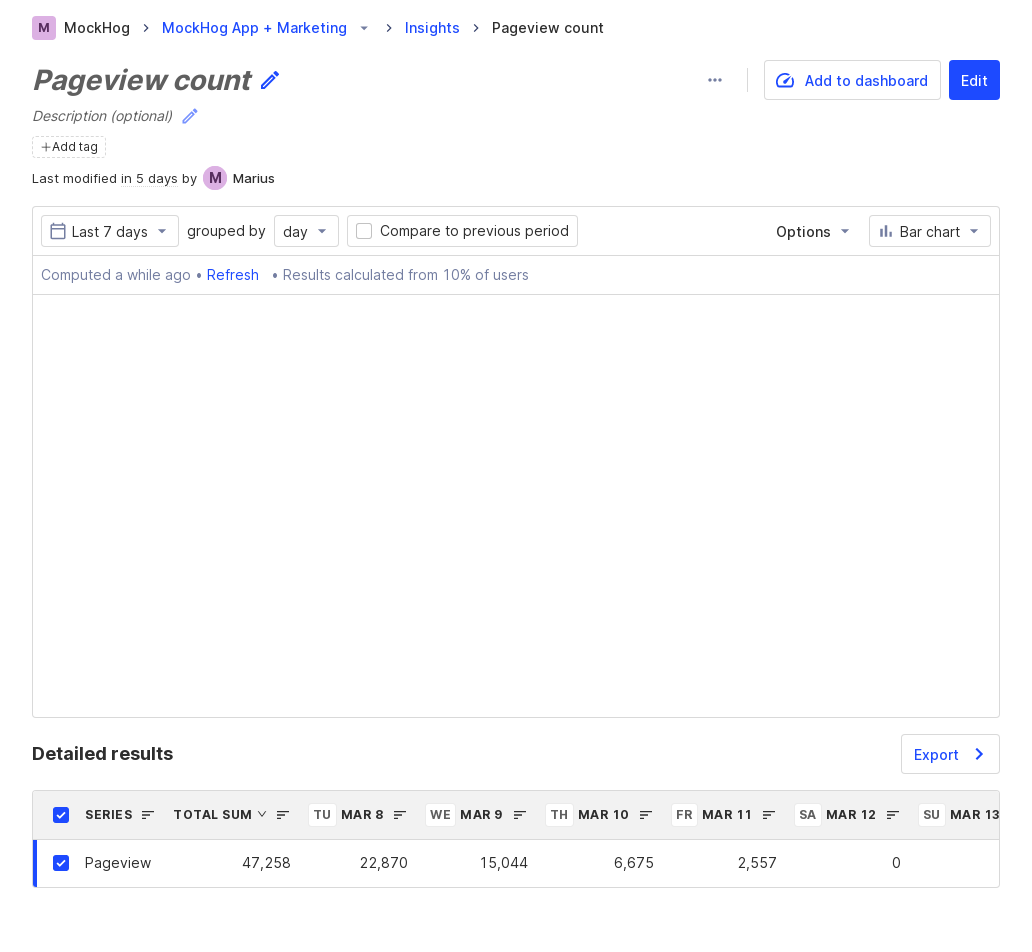 M MockHog MockHog App + Marketing Insights Pageview count
Pageview count
Add to dashboard Edit
Description (optional)
+Add tag
Last modified in 5 days by M Marius
Last 7 days grouped by day Compare to previous period Options Bar chart
Computed a while ago • Refresh • Results calculated from 10% of users
Detailed results Export
SERIES TOTAL SUM TU MAR 8 WE MAR 9 TH MAR 10 FR MAR 11 SA MAR 12 SU MAR 13
Pageview 47,258 22,870 15,044 6,675 2,557 0